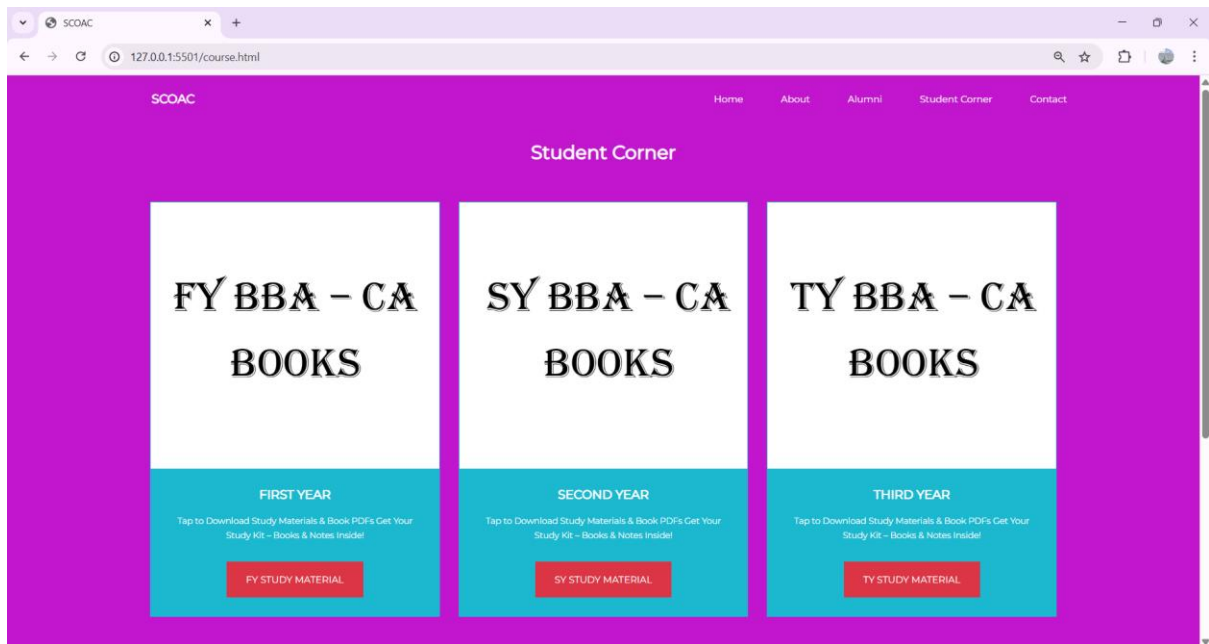 SCOAC
127.0.0.1:5501/course.html
SCOAC
Home About Alumni Student Corner Contact
Student Corner
FY BBA – CA
BOOKS
SY BBA – CA
BOOKS
TY BBA – CA
BOOKS
FIRST YEAR
Tap to Download Study Materials & Book PDFs Get Your
Study Kit – Books & Notes Inside!
FY STUDY MATERIAL
SECOND YEAR
Tap to Download Study Materials & Book PDFs Get Your
Study Kit – Books & Notes Inside!
SY STUDY MATERIAL
THIRD YEAR
Tap to Download Study Materials & Book PDFs Get Your
Study Kit – Books & Notes Inside!
TY STUDY MATERIAL